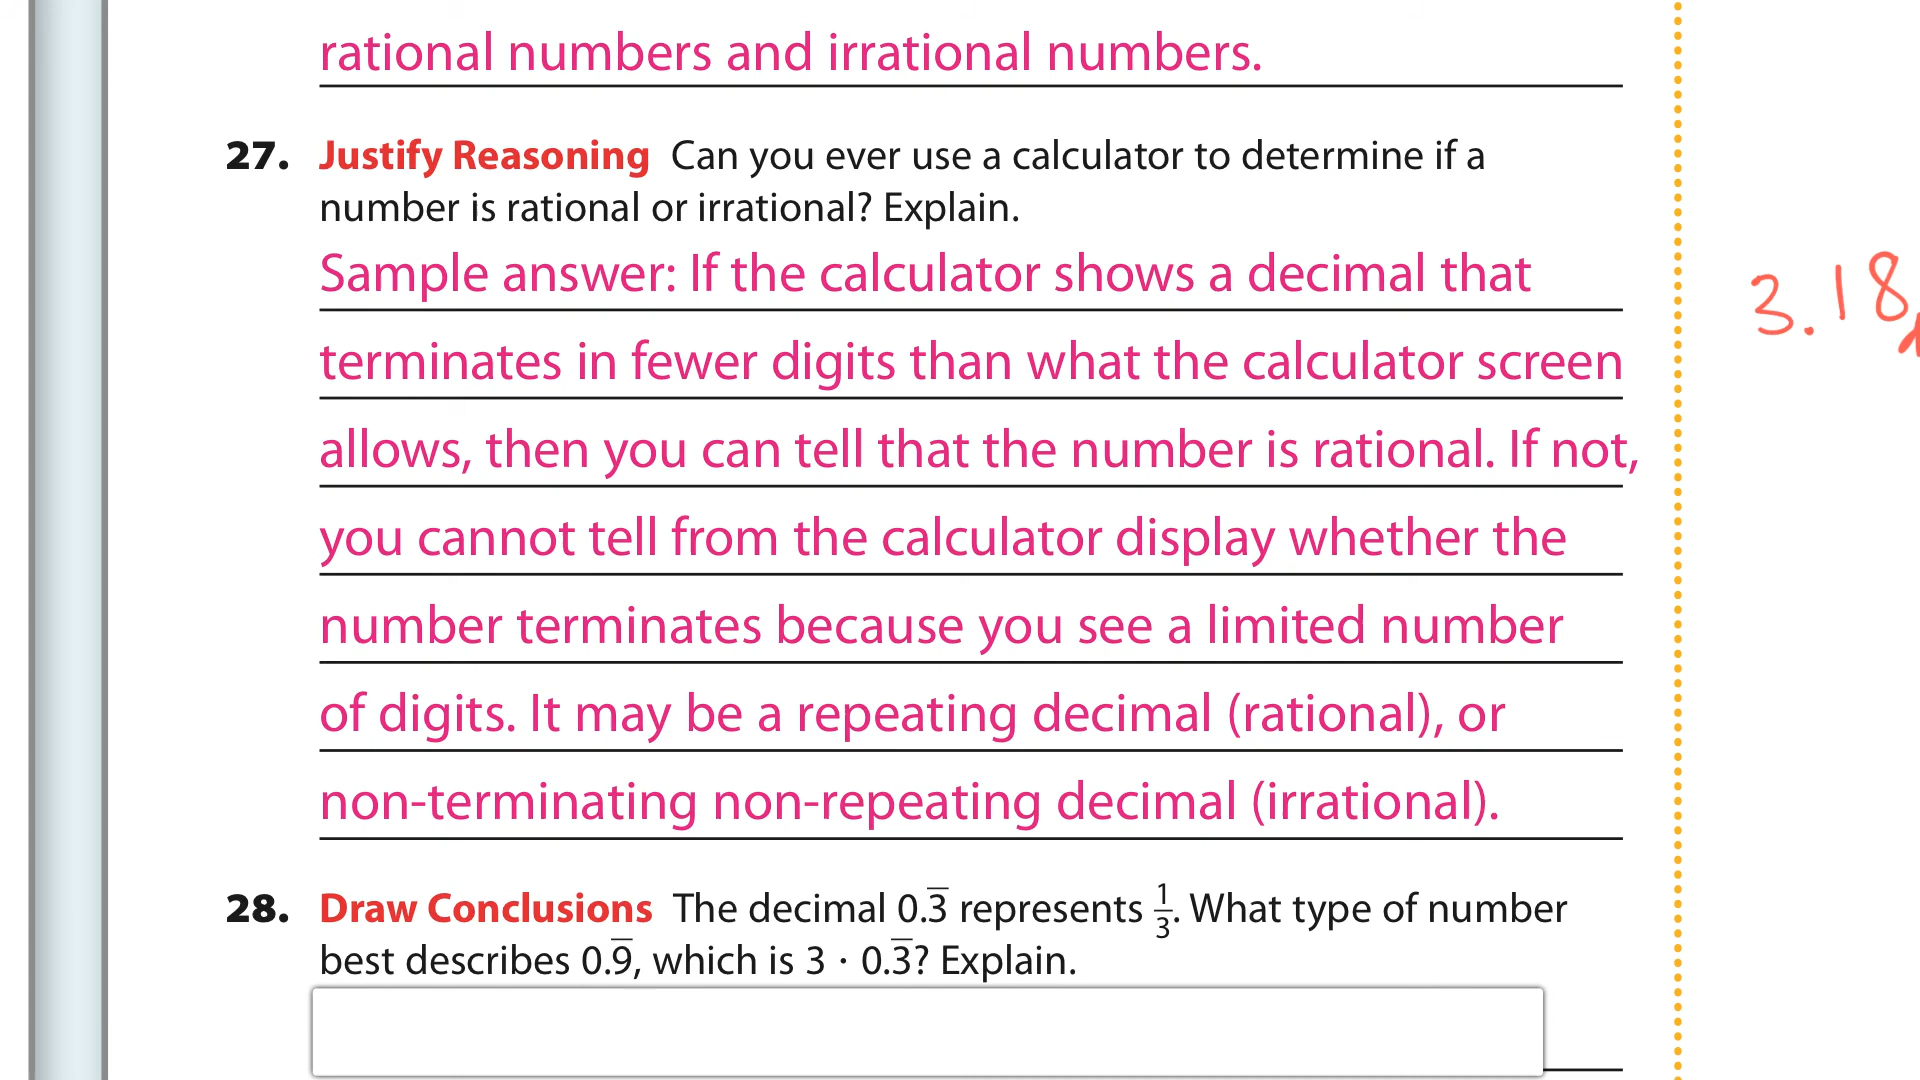 rational numbers and irrational numbers.
27. Justify Reasoning Can you ever use a calculator to determine if a
number is rational or irrational? Explain.
Sample answer: If the calculator shows a decimal that
terminates in fewer digits than what the calculator screen
allows, then you can tell that the number is rational. If not,
you cannot tell from the calculator display whether the
number terminates because you see a limited number
of digits. It may be a repeating decimal (rational), or
non-terminating non-repeating decimal (irrational).
3.18
28. Draw Conclusions The decimal 0.3̅ represents 1/3. What type of number
best describes 0.9̅, which is 3 · 0.3̅? Explain.